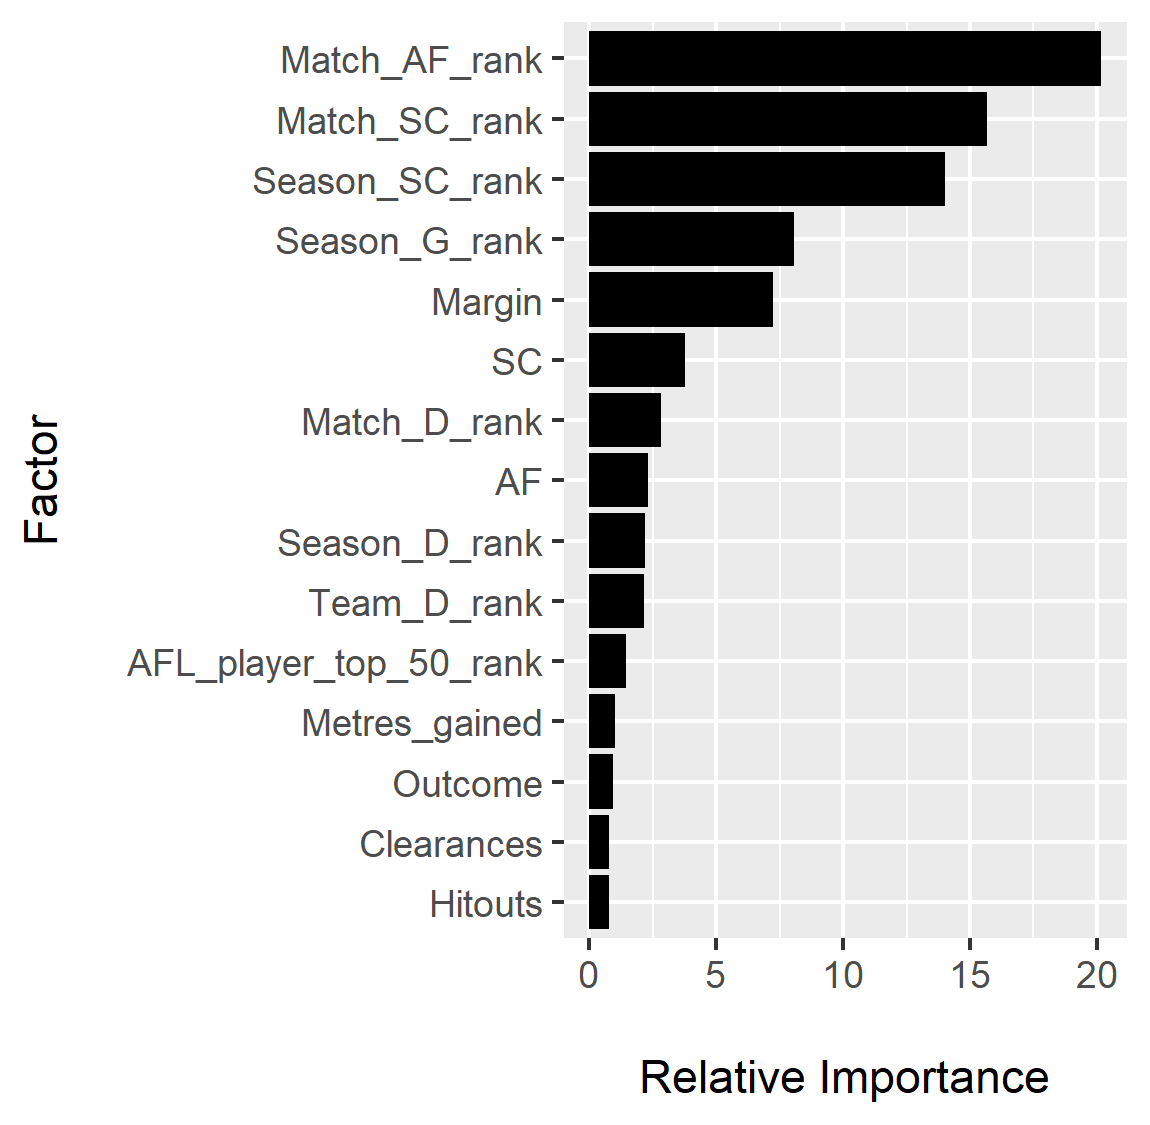 Match_AF_rank
Match_SC_rank
Season_SC_rank
Season_G_rank
Margin
SC
Match_D_rank
AF
Season_D_rank
Team_D_rank
AFL_player_top_50_rank
Metres_gained
Outcome
Clearances
Hitouts
Factor
0 5 10 15 20
Relative Importance